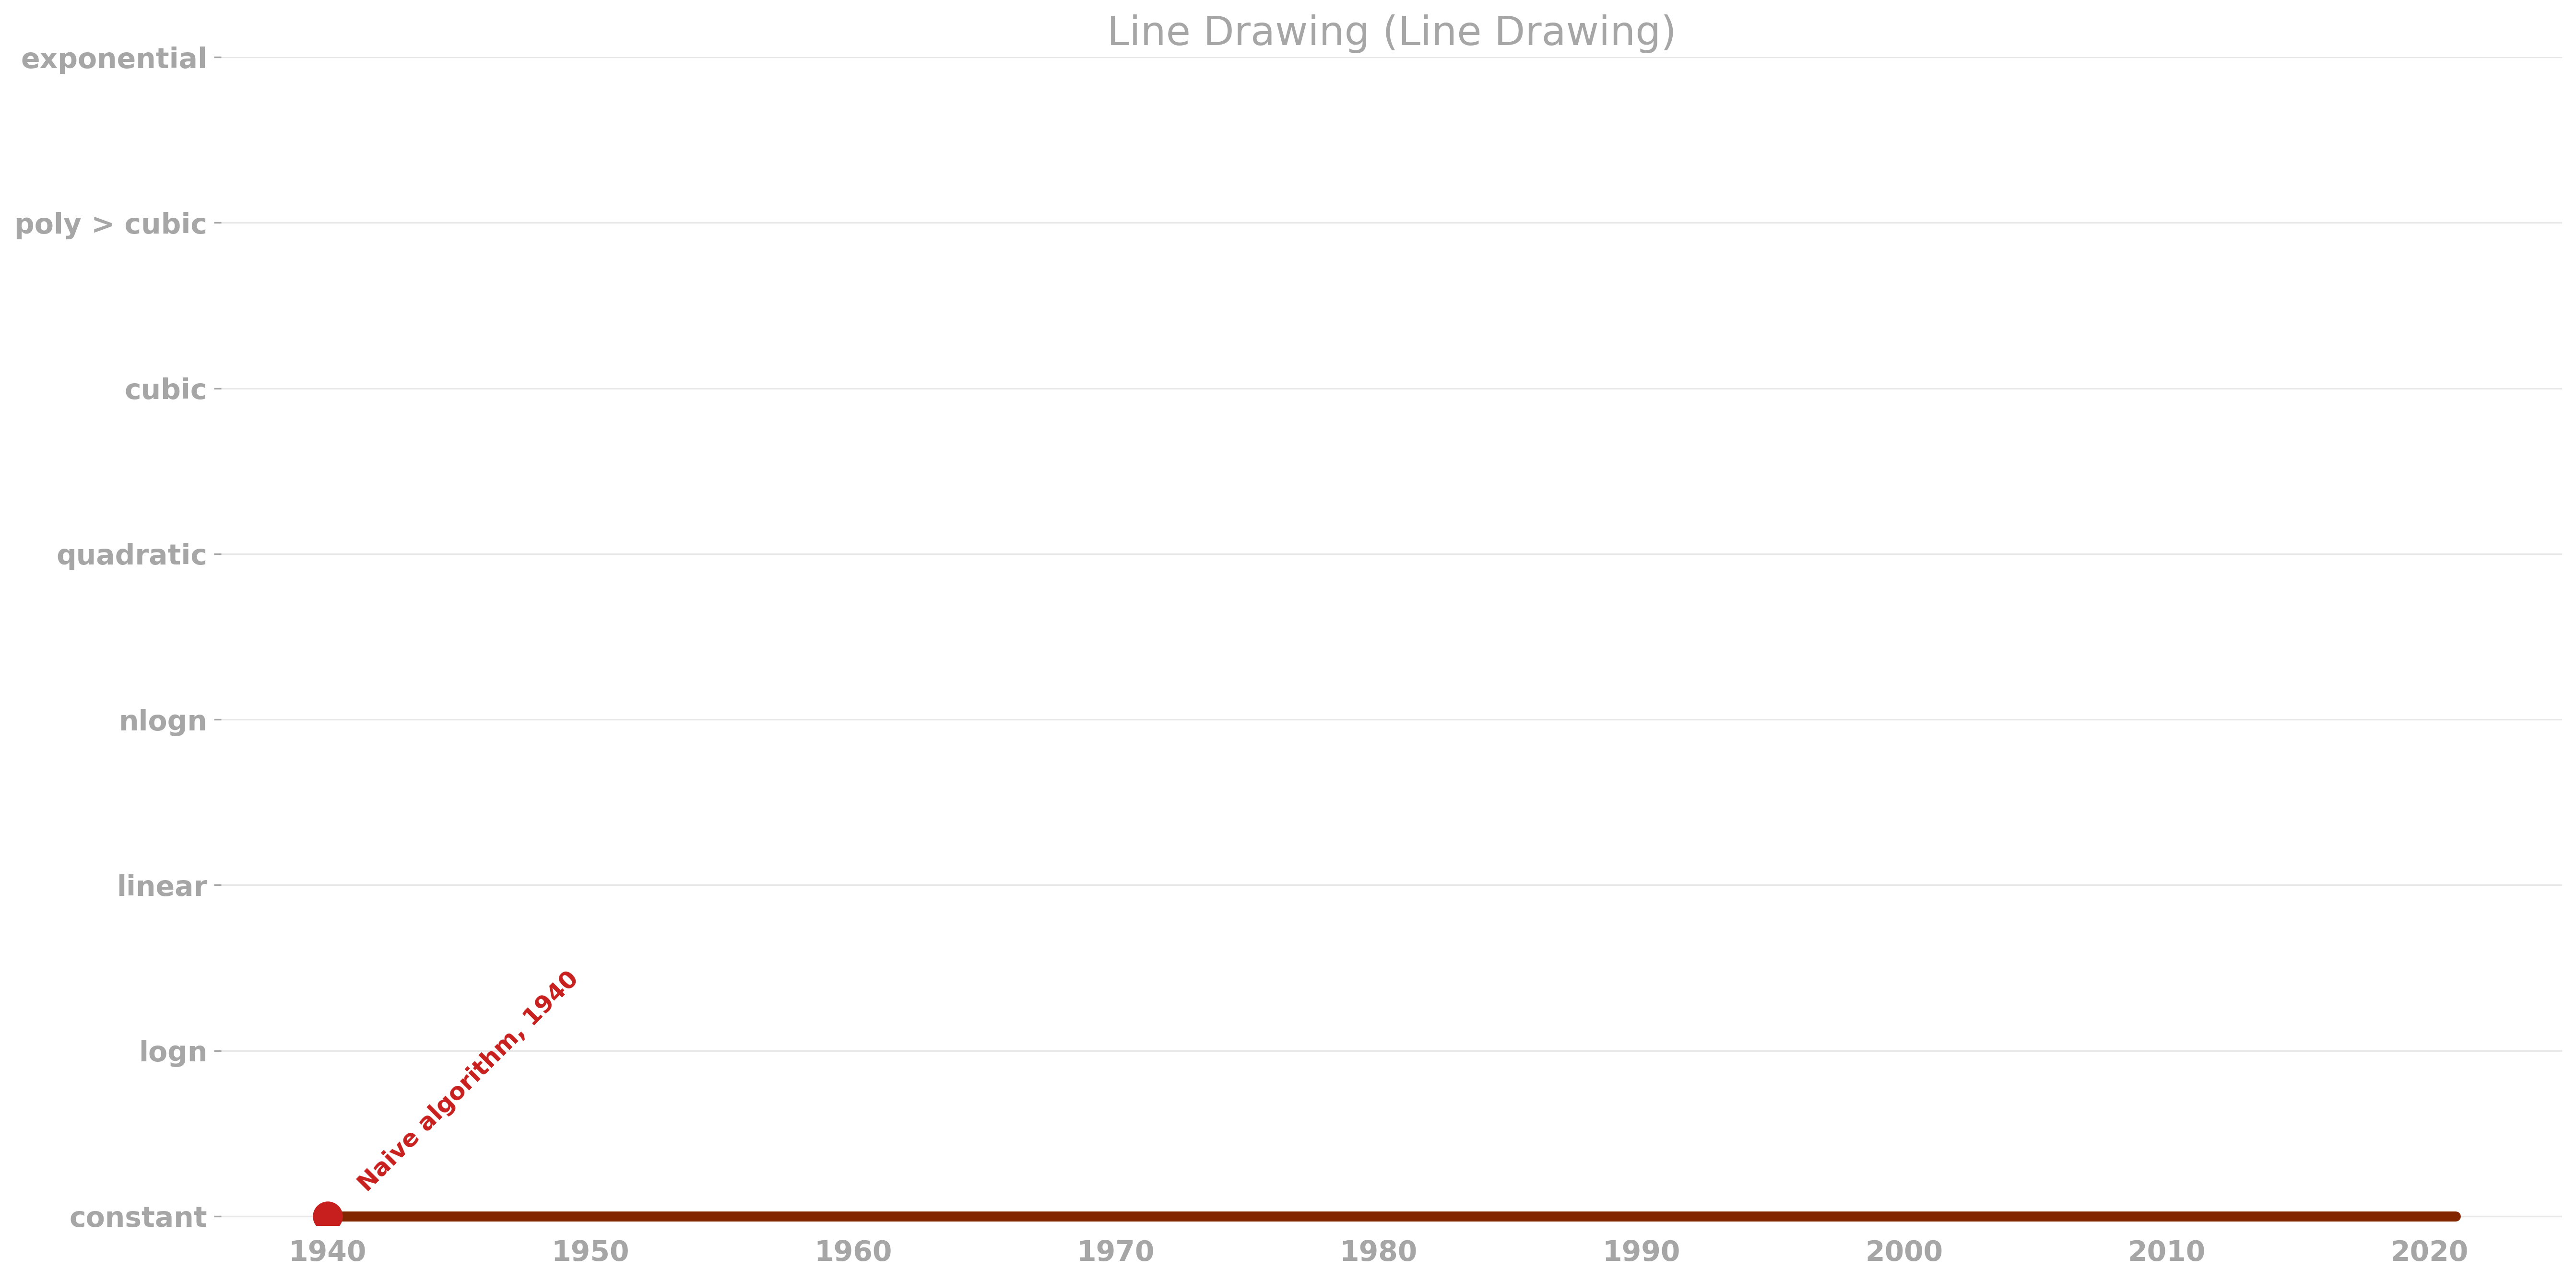 Line Drawing (Line Drawing)
exponential
poly > cubic
cubic
quadratic
nlogn
linear
logn
constant
Naive algorithm, 1940
1940 1950 1960 1970 1980 1990 2000 2010 2020